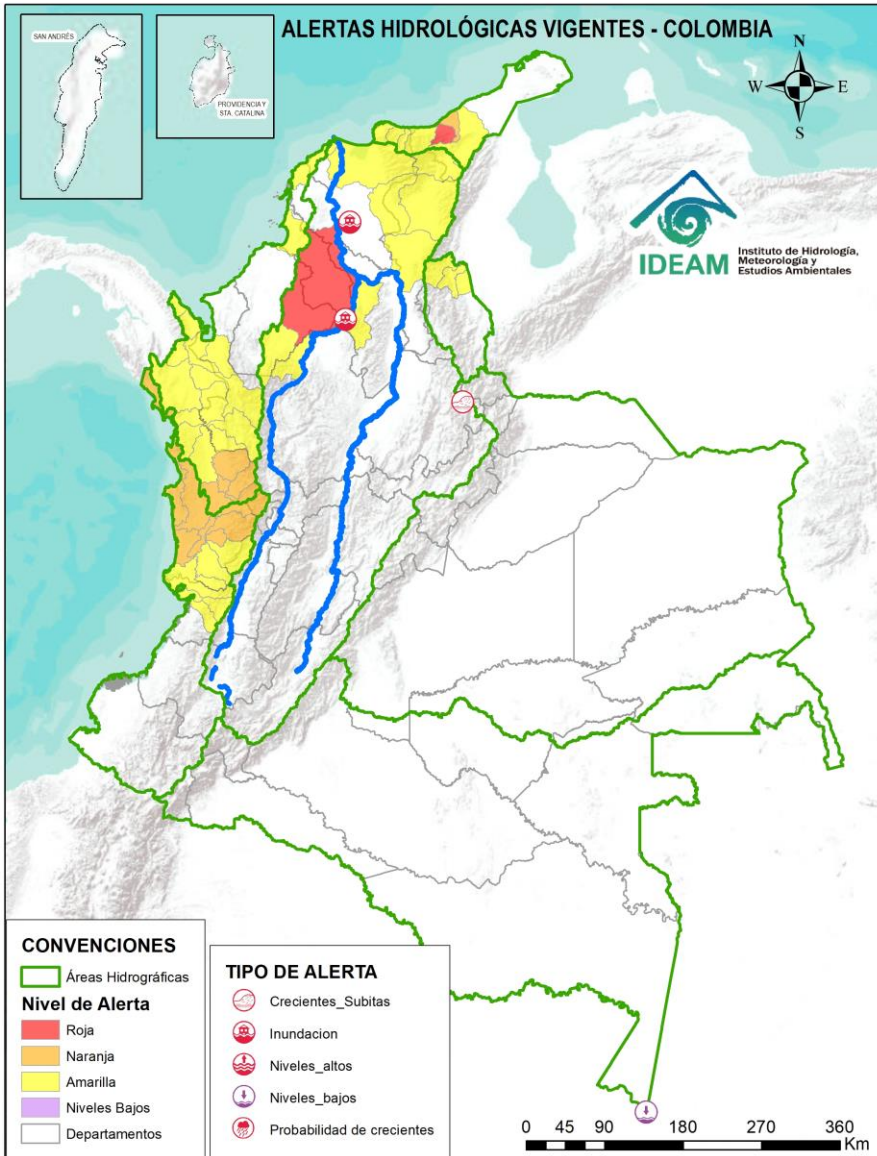 ALERTAS HIDROLÓGICAS VIGENTES - COLOMBIA
SAN ANDRÉS
PROVIDENCIA Y
STA. CATALINA
N
W
E
S
IDEAM
Instituto de Hidrología,
Meteorología y
Estudios Ambientales
CONVENCIONES
Áreas Hidrográficas
Nivel de Alerta
Roja
Naranja
Amarilla
Niveles Bajos
Departamentos
TIPO DE ALERTA
Crecientes_Subitas
Inundacion
Niveles_altos
Niveles_bajos
Probabilidad de crecientes
0 45 90 180 270 360
Km